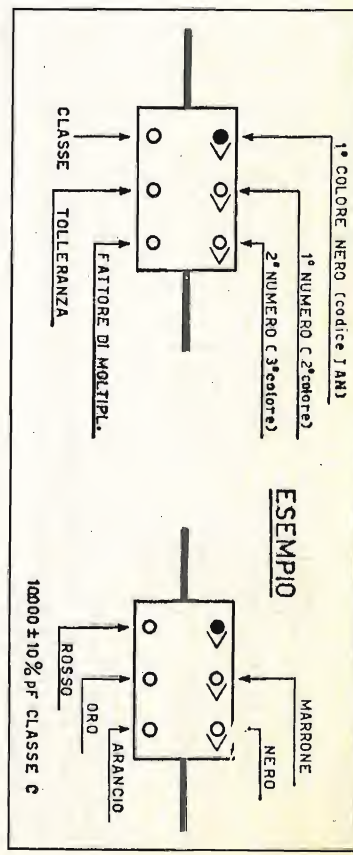 1° COLORE NERO (codice JAN)
1° NUMERO ( 2° colore)
2° NUMERO ( 3° colore)
CLASSE
TOLLERANZA
FATTORE DI MOLTIPL.
ESEMPIO
MARRONE
NERO
ROSSO
ORO
ARANCIO
10000 ± 10% pF CLASSE C